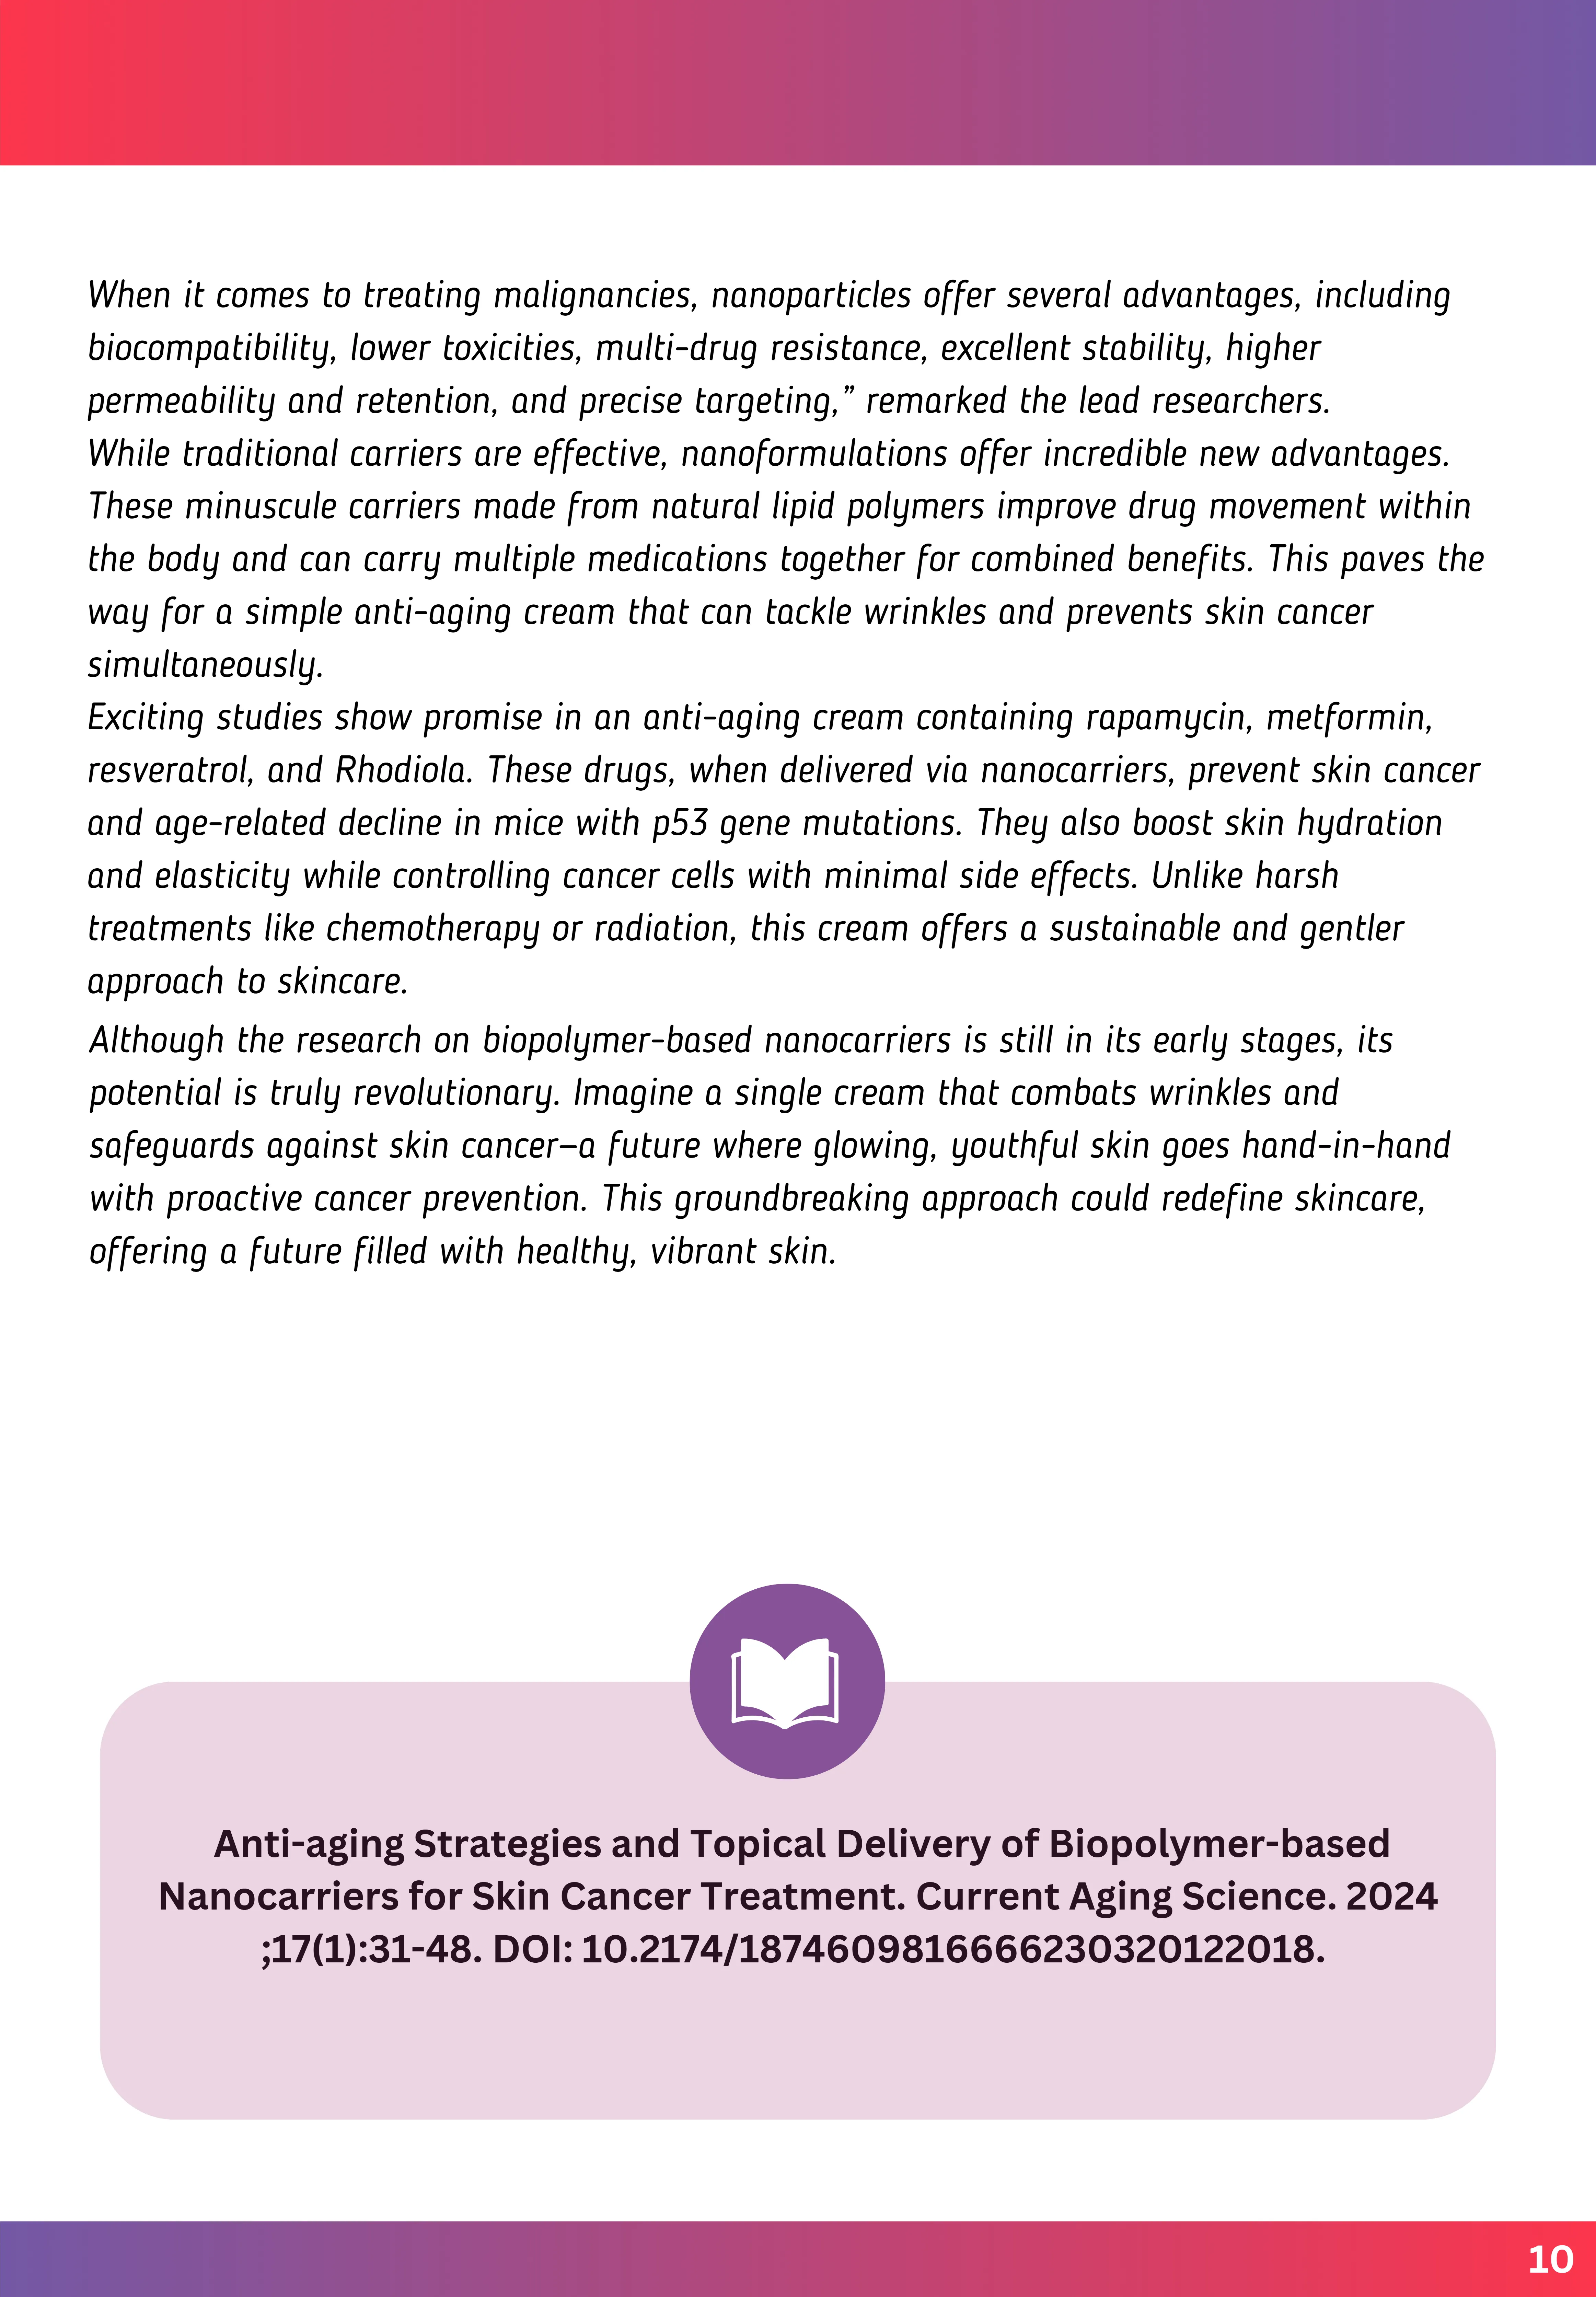 When it comes to treating malignancies, nanoparticles offer several advantages, including
biocompatibility, lower toxicities, multi-drug resistance, excellent stability, higher
permeability and retention, and precise targeting,” remarked the lead researchers.
While traditional carriers are effective, nanoformulations offer incredible new advantages.
These minuscule carriers made from natural lipid polymers improve drug movement within
the body and can carry multiple medications together for combined benefits. This paves the
way for a simple anti-aging cream that can tackle wrinkles and prevents skin cancer
simultaneously.
Exciting studies show promise in an anti-aging cream containing rapamycin, metformin,
resveratrol, and Rhodiola. These drugs, when delivered via nanocarriers, prevent skin cancer
and age-related decline in mice with p53 gene mutations. They also boost skin hydration
and elasticity while controlling cancer cells with minimal side effects. Unlike harsh
treatments like chemotherapy or radiation, this cream offers a sustainable and gentler
approach to skincare.
Although the research on biopolymer-based nanocarriers is still in its early stages, its
potential is truly revolutionary. Imagine a single cream that combats wrinkles and
safeguards against skin cancer—a future where glowing, youthful skin goes hand-in-hand
with proactive cancer prevention. This groundbreaking approach could redefine skincare,
offering a future filled with healthy, vibrant skin.
Anti-aging Strategies and Topical Delivery of Biopolymer-based
Nanocarriers for Skin Cancer Treatment. Current Aging Science. 2024
;17(1):31-48. DOI: 10.2174/1874609816666230320122018.
10